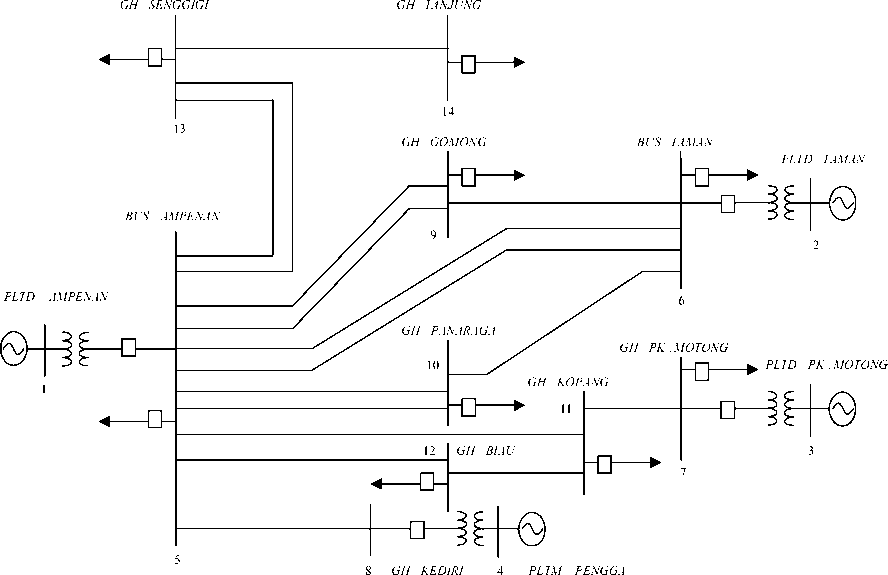 GH SENGGIGI
GH TANJUNG
13
14
GH GOMONG
BUS TAMAN
PLTD TAMAN
BUS AMPENAN
9
2
6
PLTD AMPENAN
GH PANARAGA
GH PK .MOTONG
10
PLTD PK .MOTONG
1
GH KOPANG
11
12
GH BIAU
3
7
5
8
GH KEDIRI
4
PLTM PENGGA